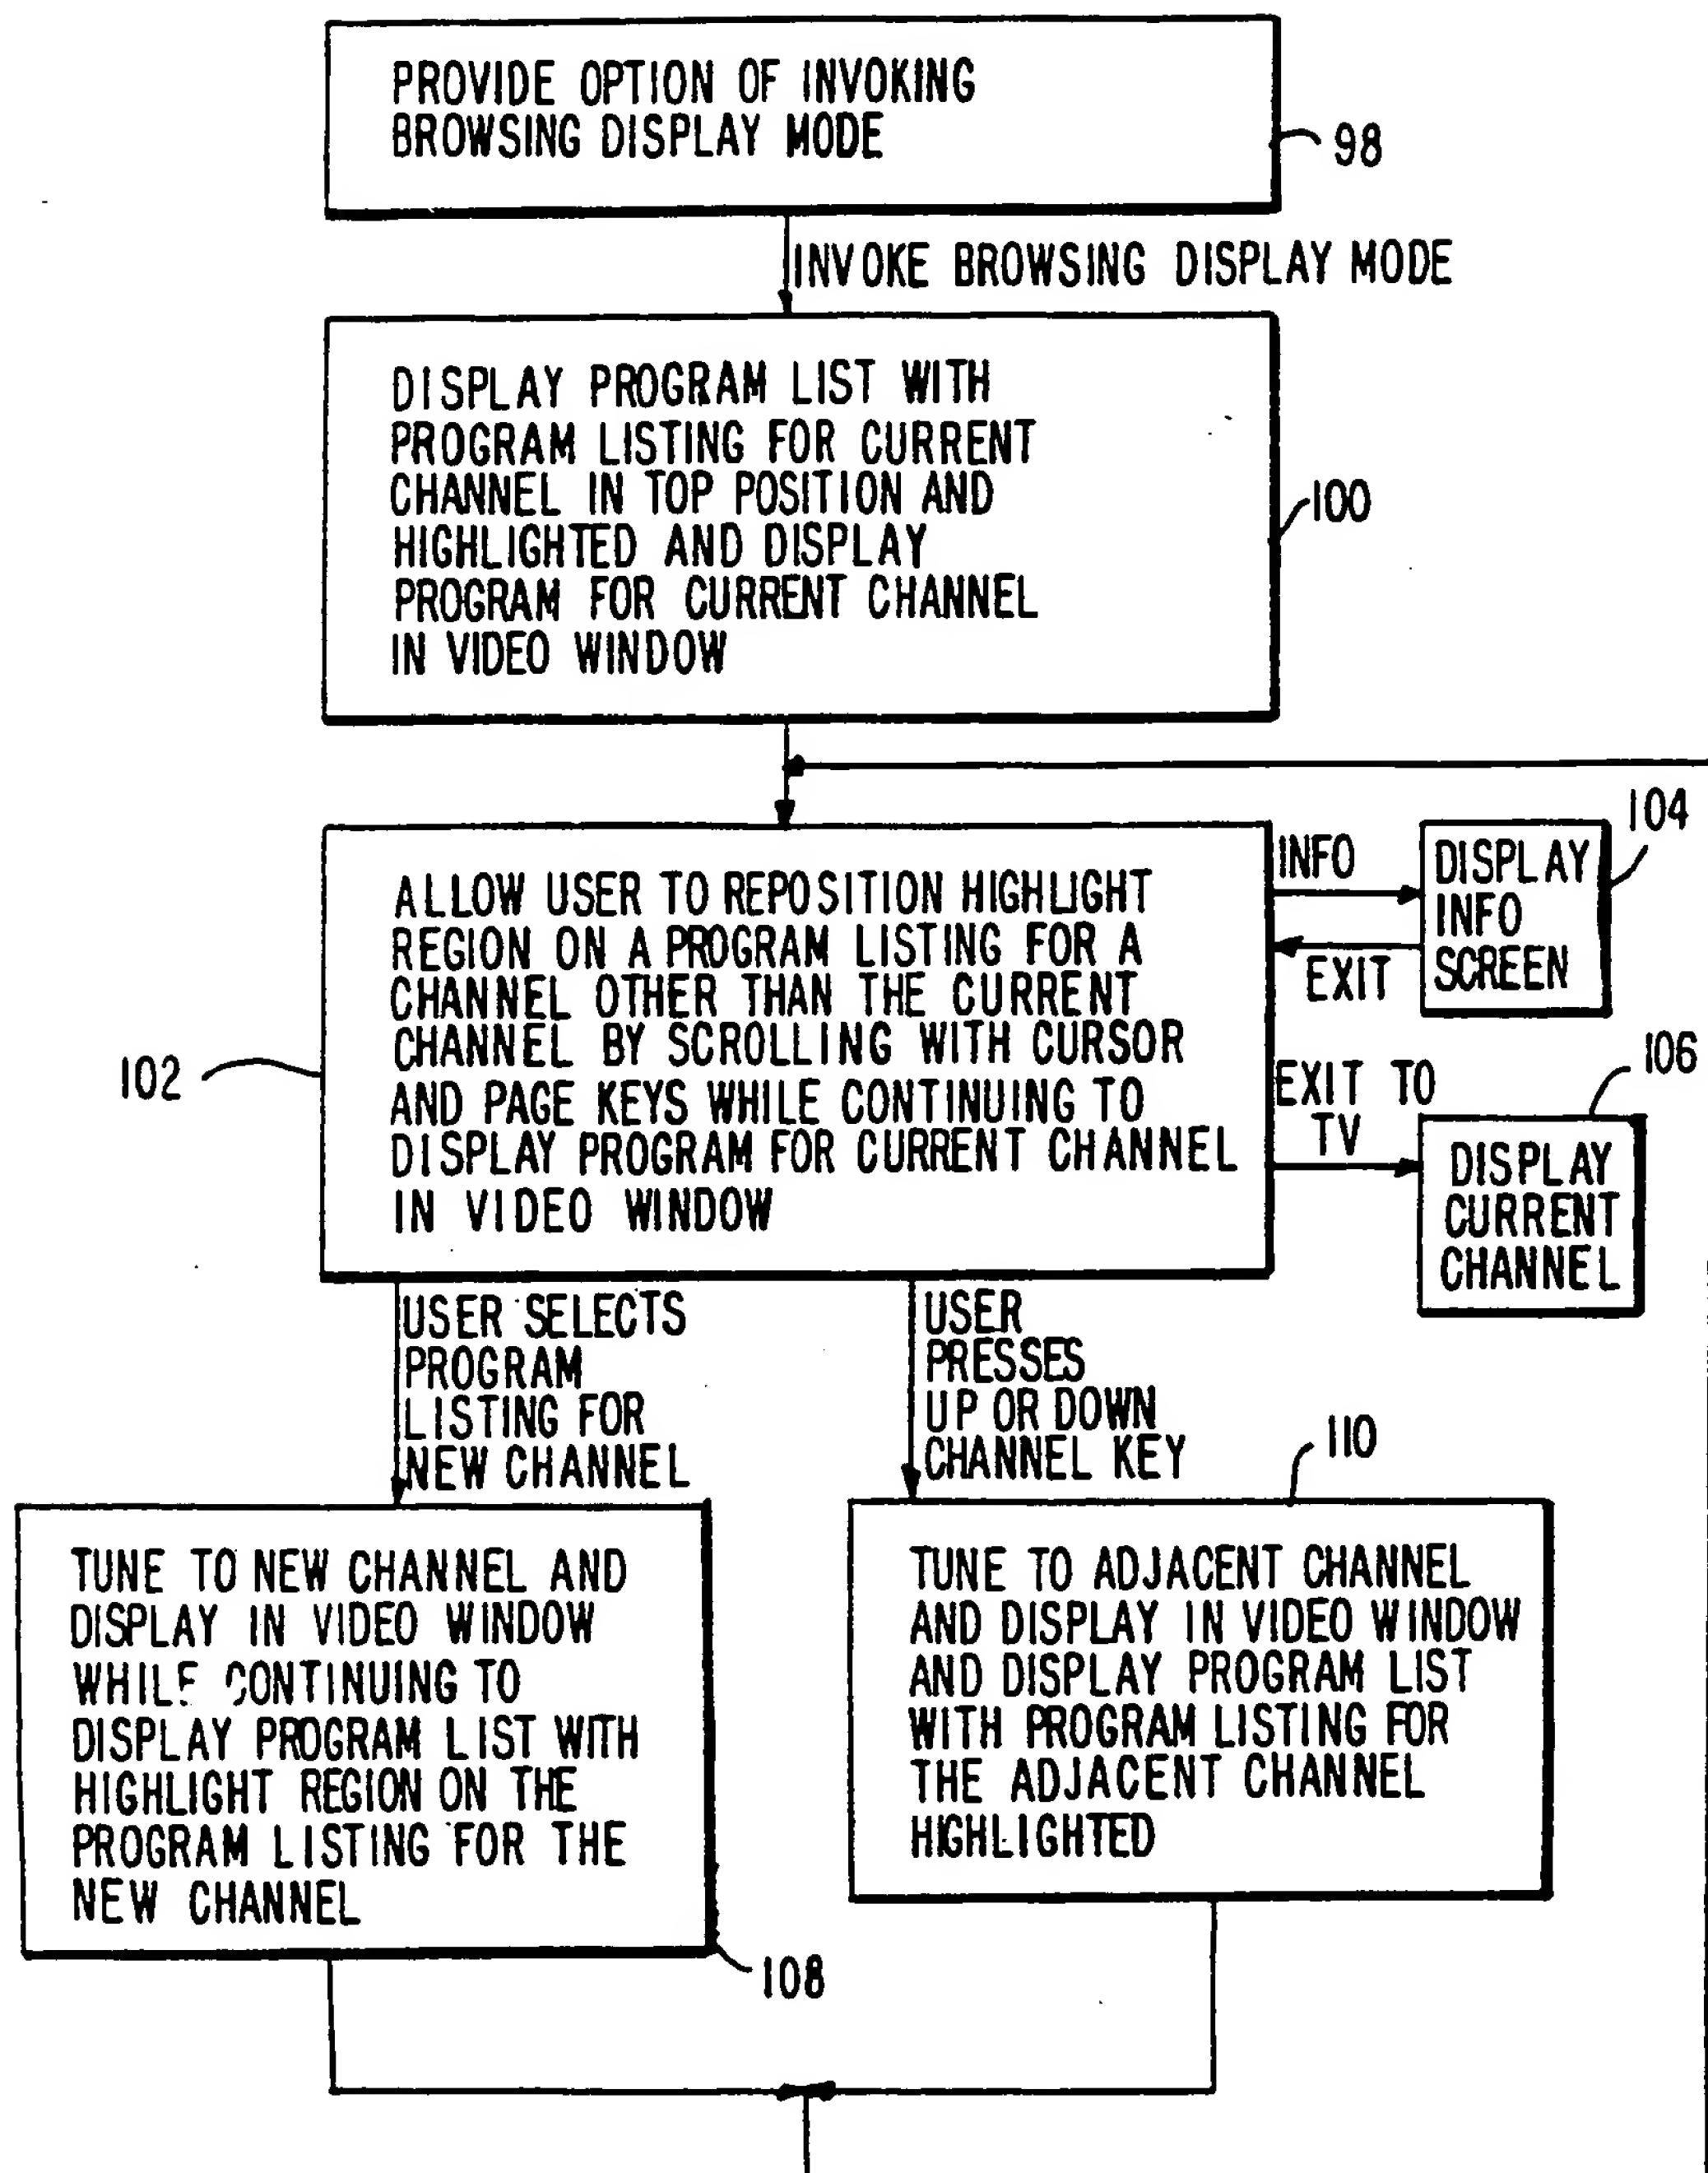 PROVIDE OPTION OF INVOKING
BROWSING DISPLAY MODE
98
INVOKE BROWSING DISPLAY MODE
DISPLAY PROGRAM LIST WITH
PROGRAM LISTING FOR CURRENT
CHANNEL IN TOP POSITION AND
HIGHLIGHTED AND DISPLAY
PROGRAM FOR CURRENT CHANNEL
IN VIDEO WINDOW
100
ALLOW USER TO REPOSITION HIGHLIGHT
REGION ON A PROGRAM LISTING FOR A
CHANNEL OTHER THAN THE CURRENT
CHANNEL BY SCROLLING WITH CURSOR
AND PAGE KEYS WHILE CONTINUING TO
DISPLAY PROGRAM FOR CURRENT CHANNEL
IN VIDEO WINDOW
102
INFO
EXIT
DISPLAY
INFO
SCREEN
104
EXIT TO
TV
DISPLAY
CURRENT
CHANNEL
106
USER SELECTS
PROGRAM
LISTING FOR
NEW CHANNEL
USER
PRESSES
UP OR DOWN
CHANNEL KEY
TUNE TO NEW CHANNEL AND
DISPLAY IN VIDEO WINDOW
WHILE CONTINUING TO
DISPLAY PROGRAM LIST WITH
HIGHLIGHT REGION ON THE
PROGRAM LISTING FOR THE
NEW CHANNEL
108
TUNE TO ADJACENT CHANNEL
AND DISPLAY IN VIDEO WINDOW
AND DISPLAY PROGRAM LIST
WITH PROGRAM LISTING FOR
THE ADJACENT CHANNEL
HIGHLIGHTED
110